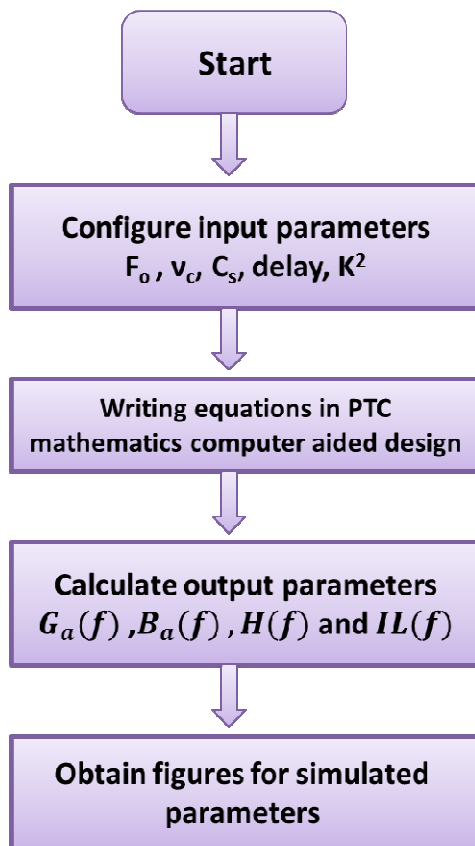 Start
Configure input parameters
Fₒ , νc, Cₛ, delay, K²
Writing equations in PTC
mathematics computer aided design
Calculate output parameters
Gₐ(f) ,Bₐ(f) , H(f) and IL(f)
Obtain figures for simulated
parameters